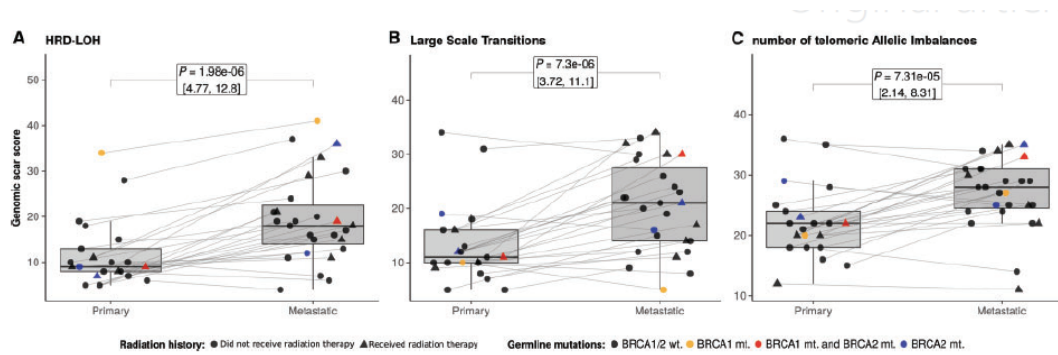 Original article
A HRD-LOH
B Large Scale Transitions
C number of telomeric Allelic Imbalances
Genomic scar score
50
40
30
20
10
P = 1.98e-06
[4.77, 12.8]
Primary
Metastatic
40
30
20
10
P = 7.3e-06
[3.72, 11.1]
Primary
Metastatic
40
30
20
10
P = 7.31e-05
[2.14, 8.31]
Primary
Metastatic
Radiation history: Did not receive radiation therapy Received radiation therapy Germline mutations: BRCA1/2 wt. BRCA1 mt. BRCA1 mt. and BRCA2 mt. BRCA2 mt.